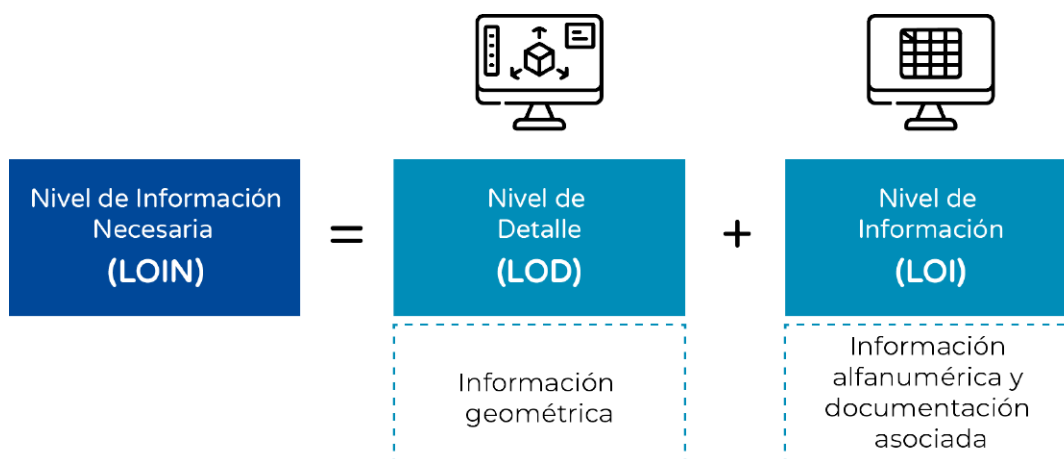 Nivel de Información
Necesaria
(LOIN)
=
Nivel de
Detalle
(LOD)
+
Nivel de
Información
(LOI)
Información
geométrica
Información
alfanumérica y
documentación
asociada